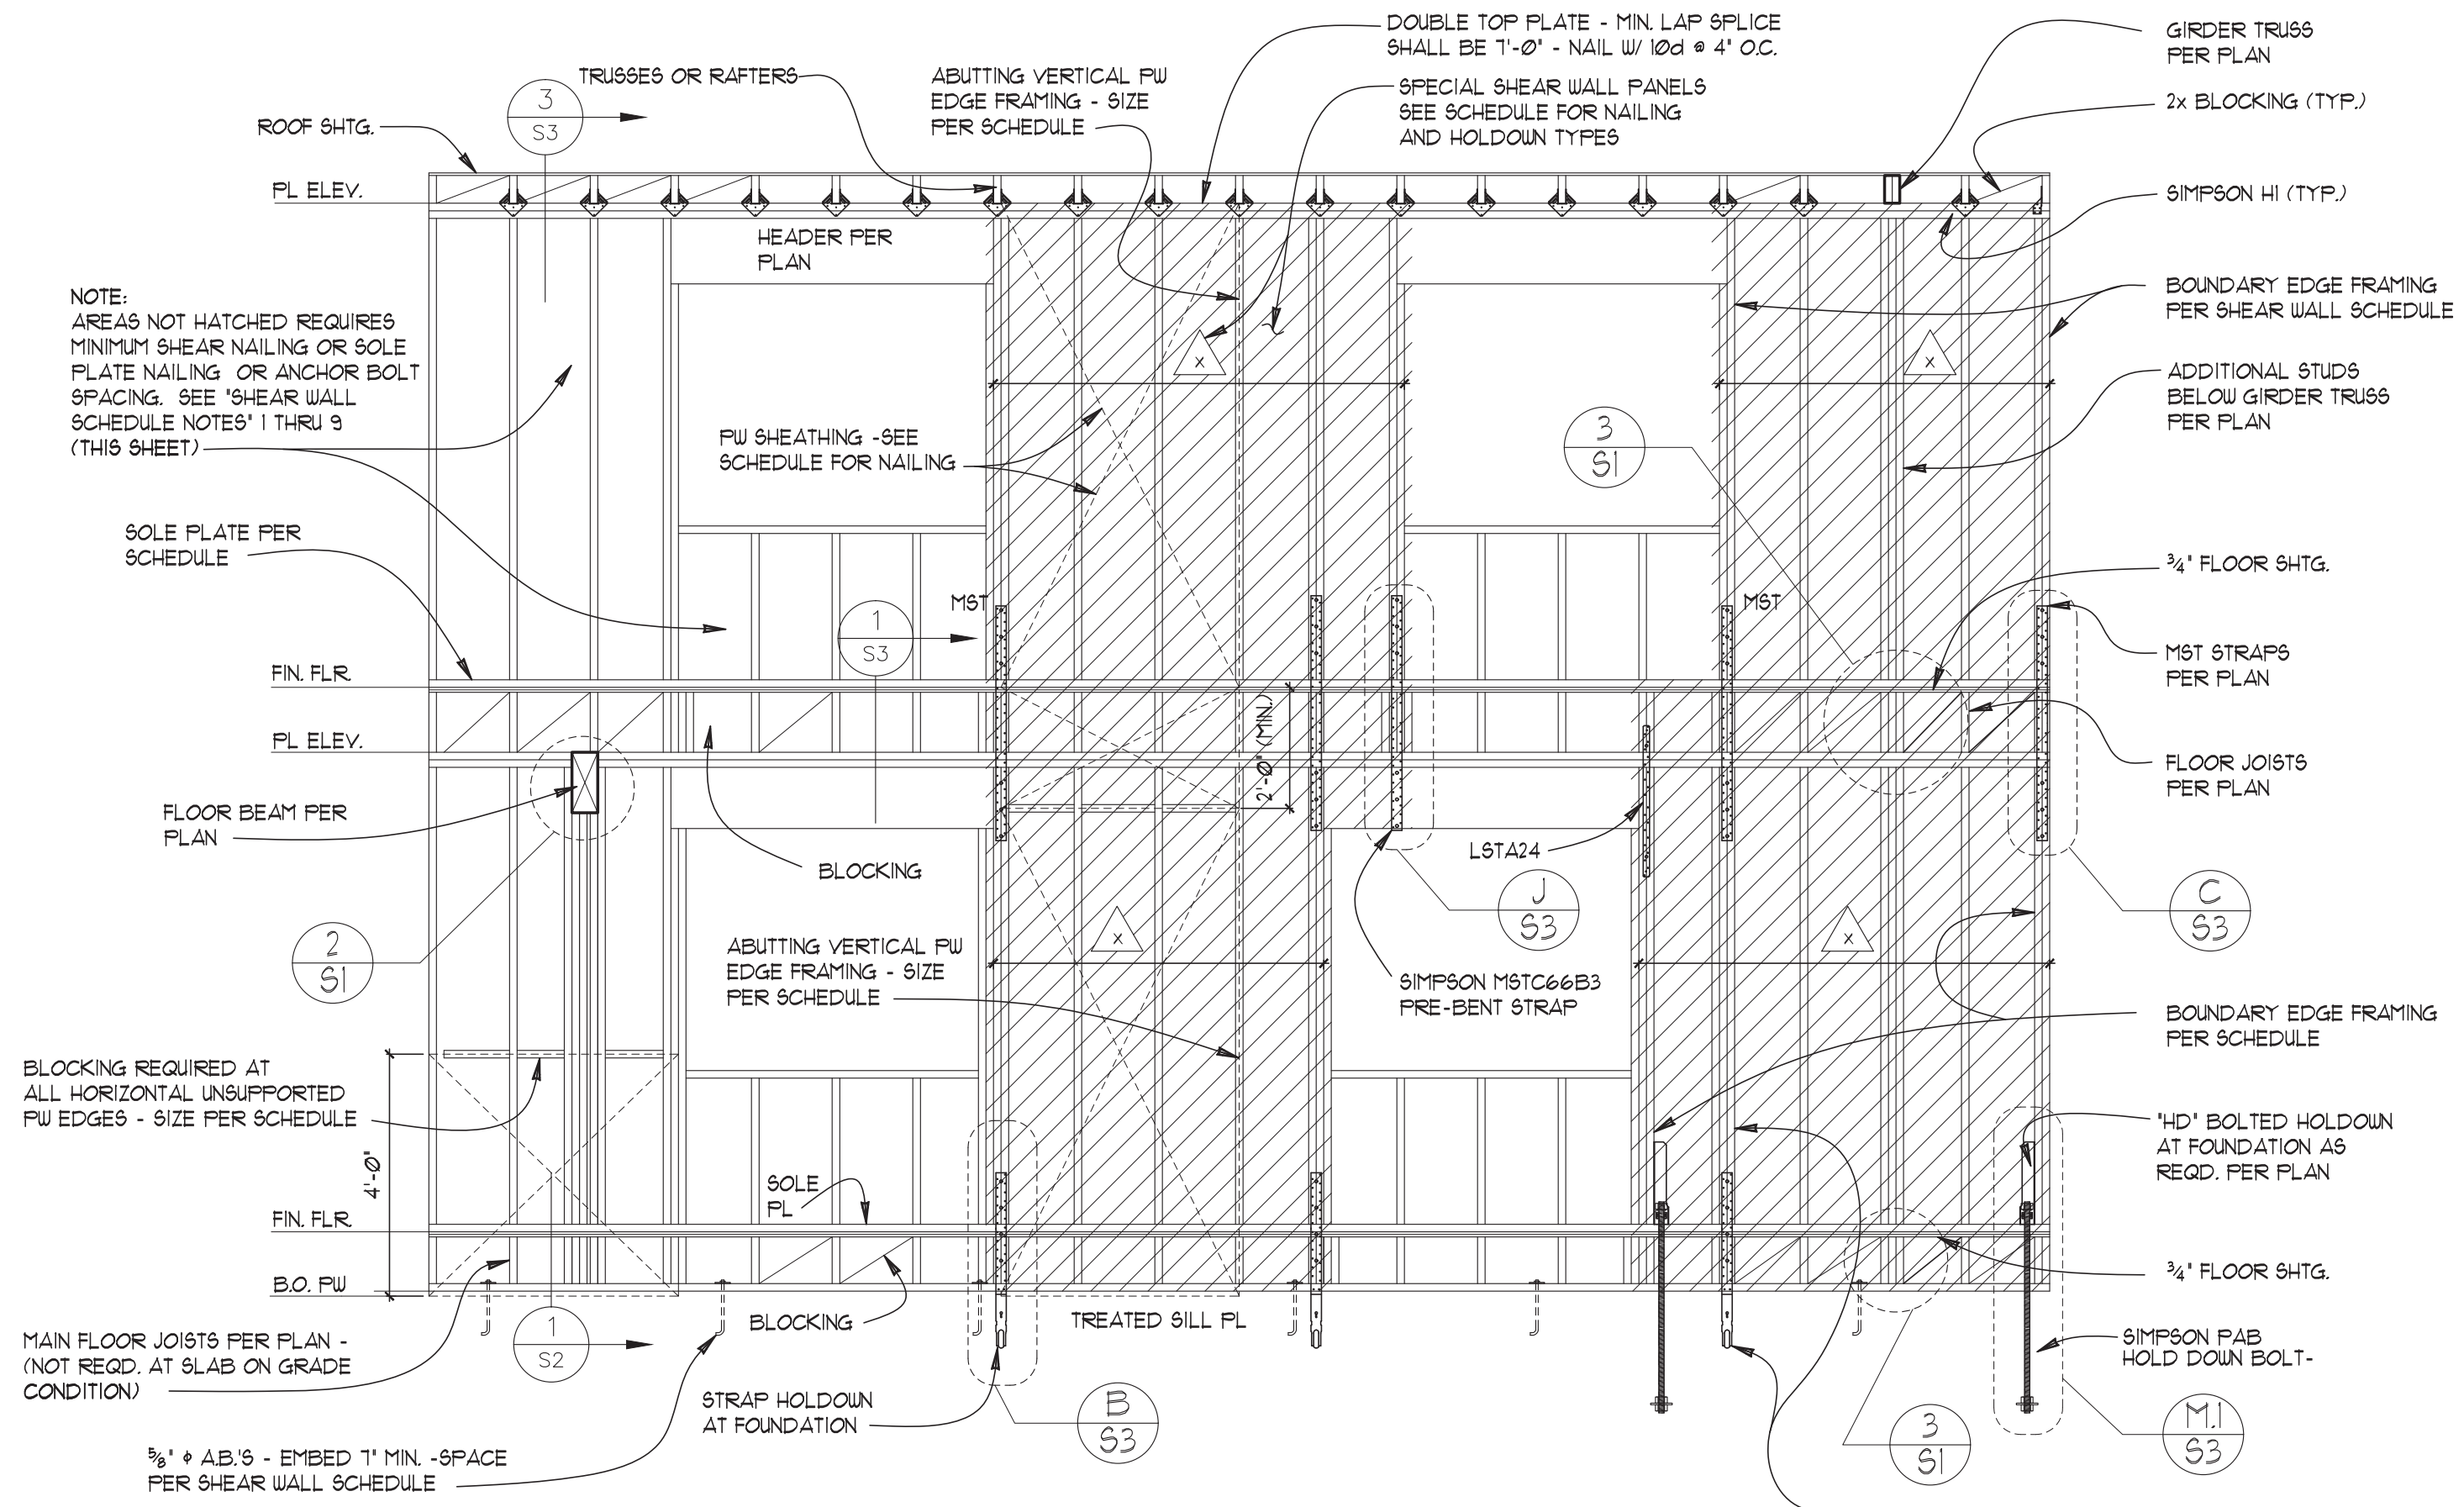 DOUBLE TOP PLATE - MIN. LAP SPLICE
SHALL BE 7'-0" - NAIL W/ 10d @ 4" O.C.
GIRDER TRUSS
PER PLAN
TRUSSES OR RAFTERS
ABUTTING VERTICAL PW
EDGE FRAMING - SIZE
PER SCHEDULE
SPECIAL SHEAR WALL PANELS
SEE SCHEDULE FOR NAILING
AND HOLDOWN TYPES
2x BLOCKING (TYP.)
3
S3
ROOF SHTG.
PL ELEV.
SIMPSON H1 (TYP.)
HEADER PER
PLAN
NOTE:
AREAS NOT HATCHED REQUIRES
MINIMUM SHEAR NAILING OR SOLE
PLATE NAILING OR ANCHOR BOLT
SPACING. SEE "SHEAR WALL
SCHEDULE NOTES" 1 THRU 9
(THIS SHEET)
BOUNDARY EDGE FRAMING
PER SHEAR WALL SCHEDULE
X
X
ADDITIONAL STUDS
BELOW GIRDER TRUSS
PER PLAN
PW SHEATHING -SEE
SCHEDULE FOR NAILING
3
S1
SOLE PLATE PER
SCHEDULE
3/4" FLOOR SHTG.
MST
MST
1
S3
MST STRAPS
PER PLAN
FIN. FLR.
PL ELEV.
2'-0" (MIN.)
FLOOR JOISTS
PER PLAN
FLOOR BEAM PER
PLAN
BLOCKING
LSTA24
J
S3
C
S3
2
S1
ABUTTING VERTICAL PW
EDGE FRAMING - SIZE
PER SCHEDULE
X
X
SIMPSON MSTC66B3
PRE-BENT STRAP
BOUNDARY EDGE FRAMING
PER SCHEDULE
BLOCKING REQUIRED AT
ALL HORIZONTAL UNSUPPORTED
PW EDGES - SIZE PER SCHEDULE
4'-0"
"HD" BOLTED HOLDOWN
AT FOUNDATION AS
REQD. PER PLAN
SOLE
PL
FIN. FLR.
B.O. PW
3/4" FLOOR SHTG.
BLOCKING
TREATED SILL PL
1
S2
MAIN FLOOR JOISTS PER PLAN -
(NOT REQD. AT SLAB ON GRADE
CONDITION)
SIMPSON PAB
HOLD DOWN BOLT-
STRAP HOLDOWN
AT FOUNDATION
B
S3
3
S1
M.1
S3
5/8" φ A.B.'S - EMBED 7" MIN. -SPACE
PER SHEAR WALL SCHEDULE